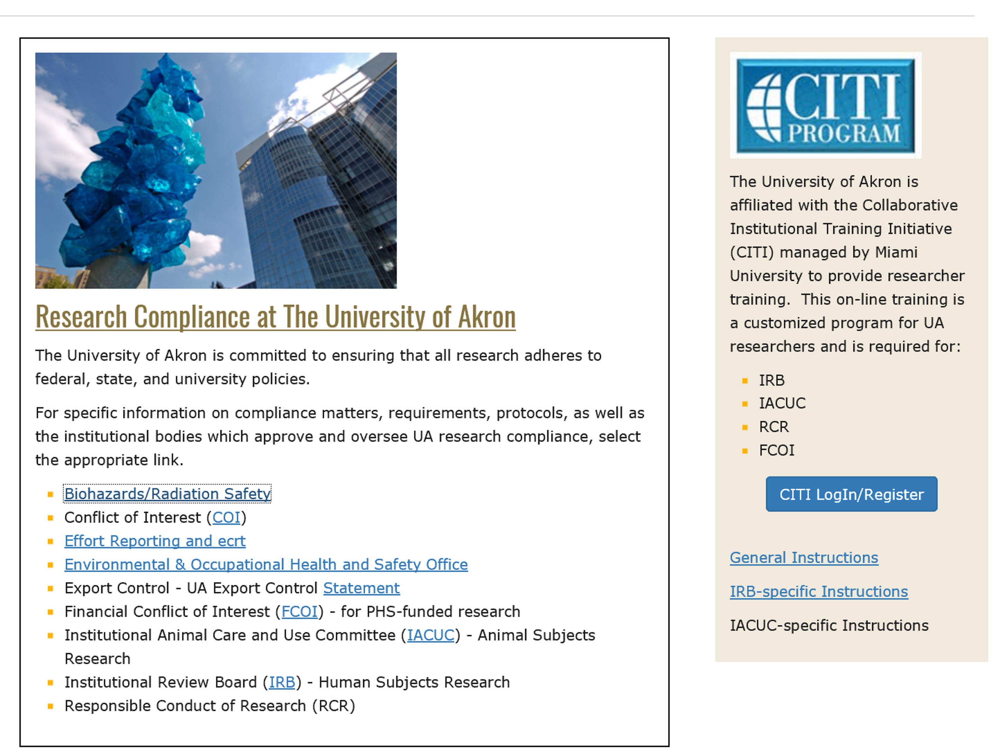 Research Compliance at The University of Akron
The University of Akron is committed to ensuring that all research adheres to
federal, state, and university policies.
For specific information on compliance matters, requirements, protocols, as well as
the institutional bodies which approve and oversee UA research compliance, select
the appropriate link.
Biohazards/Radiation Safety
Conflict of Interest (COI)
Effort Reporting and ecrt
Environmental & Occupational Health and Safety Office
Export Control - UA Export Control Statement
Financial Conflict of Interest (FCOI) - for PHS-funded research
Institutional Animal Care and Use Committee (IACUC) - Animal Subjects
Research
Institutional Review Board (IRB) - Human Subjects Research
Responsible Conduct of Research (RCR)
CITI
PROGRAM
The University of Akron is
affiliated with the Collaborative
Institutional Training Initiative
(CITI) managed by Miami
University to provide researcher
training.  This on-line training is
a customized program for UA
researchers and is required for:
IRB
IACUC
RCR
FCOI
CITI LogIn/Register
General Instructions
IRB-specific Instructions
IACUC-specific Instructions